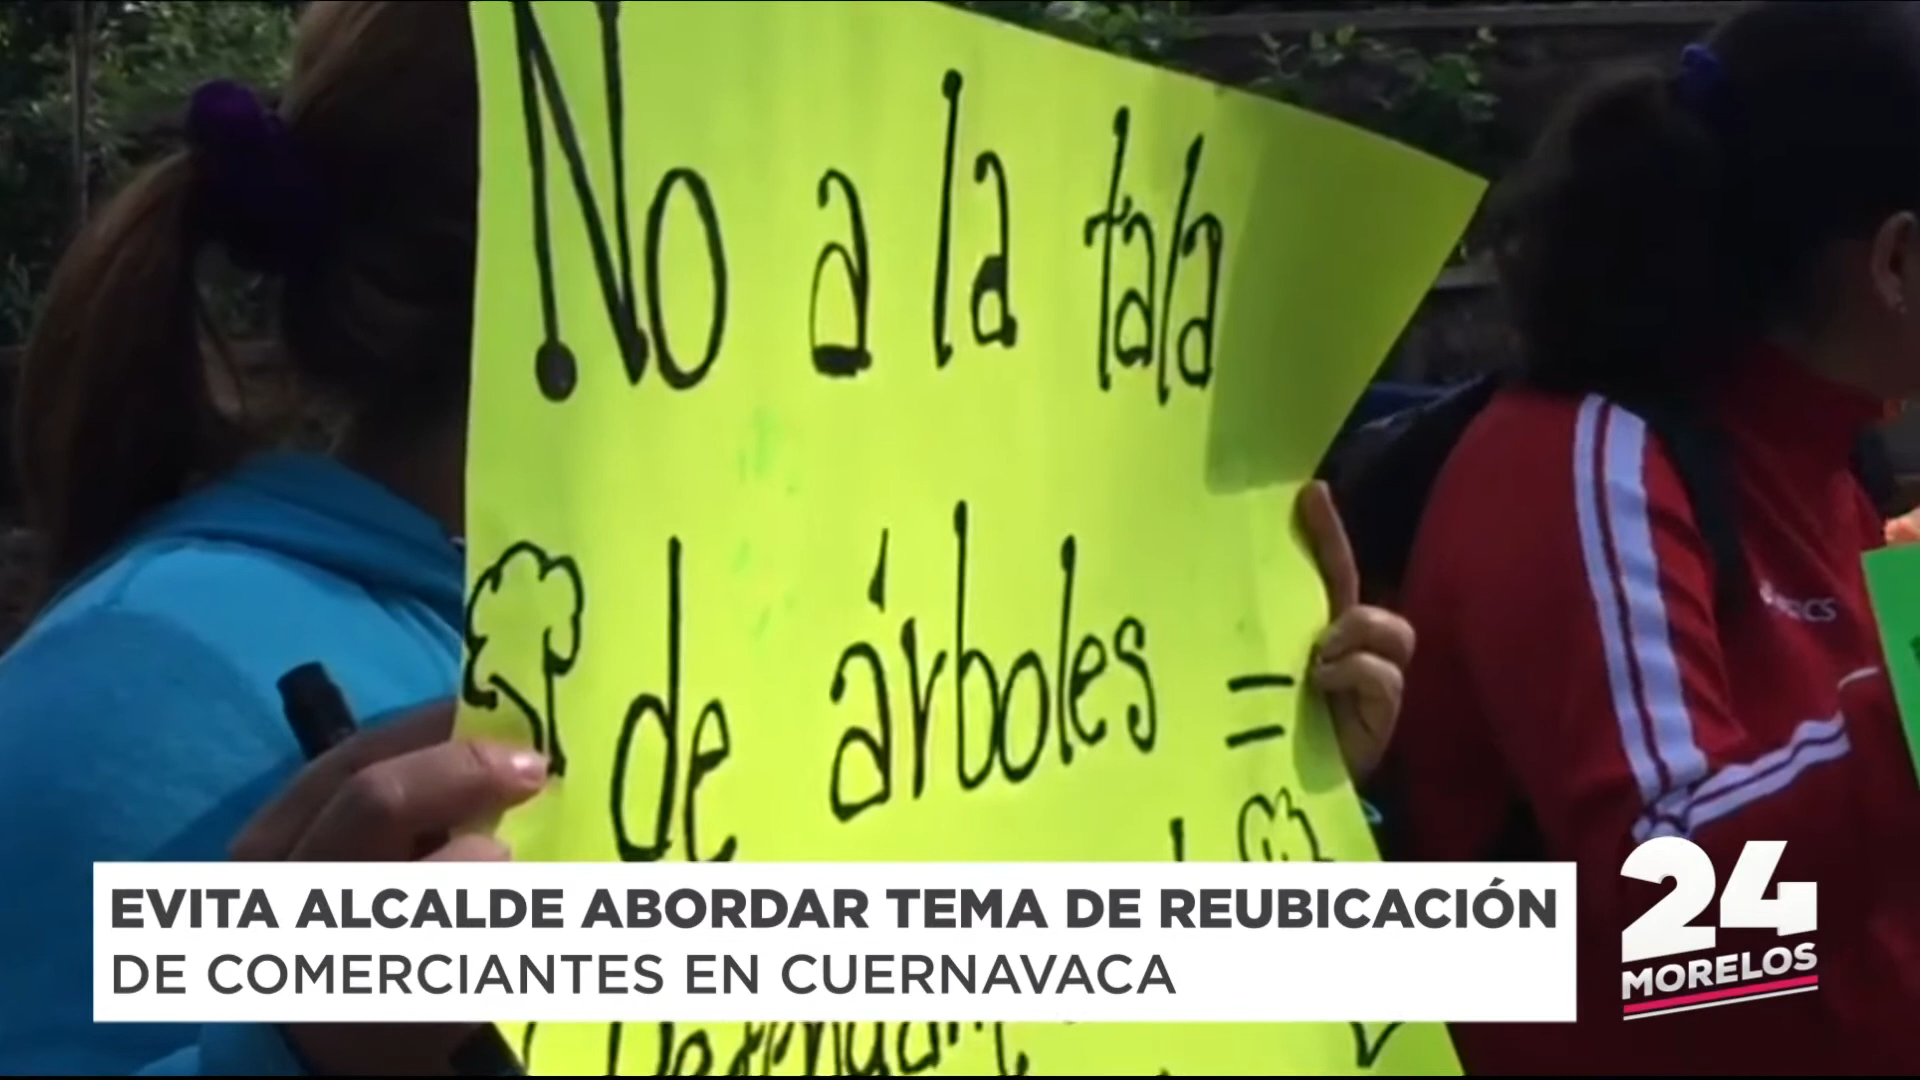 No a la tala
de árboles =
EVITA ALCALDE ABORDAR TEMA DE REUBICACIÓN
DE COMERCIANTES EN CUERNAVACA
24
MORELOS